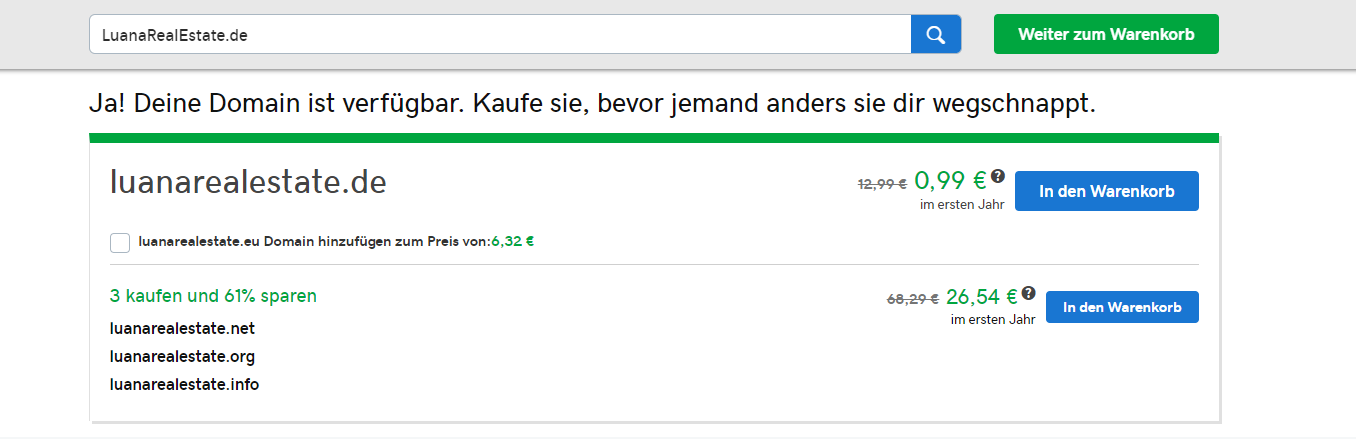 LuanaRealEstate.de
Weiter zum Warenkorb
Ja! Deine Domain ist verfügbar. Kaufe sie, bevor jemand anders sie dir wegschnappt.
luanarealestate.de
12,99 € 0,99 € ?
im ersten Jahr
In den Warenkorb
luanarealestate.eu Domain hinzufügen zum Preis von:6,32 €
3 kaufen und 61% sparen
68,29 € 26,54 € ?
im ersten Jahr
In den Warenkorb
luanarealestate.net
luanarealestate.org
luanarealestate.info